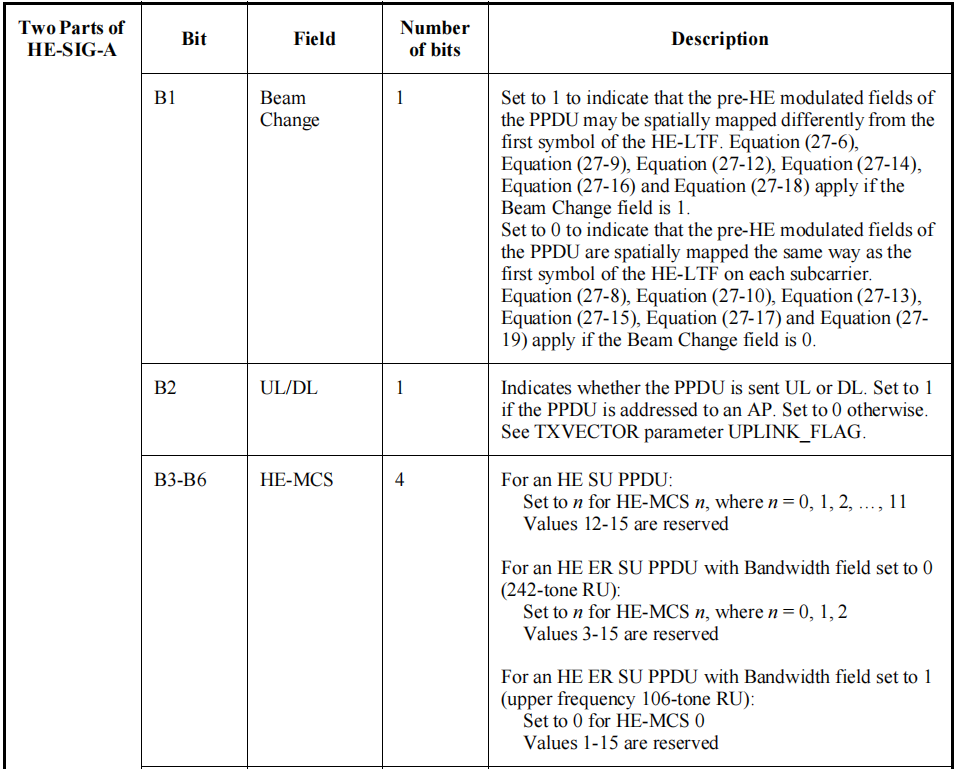 Two Parts of
HE-SIG-A
Bit
Field
Number
of bits
Description
B1
Beam
Change
1
Set to 1 to indicate that the pre-HE modulated fields of
the PPDU may be spatially mapped differently from the
first symbol of the HE-LTF. Equation (27-6),
Equation (27-9), Equation (27-12), Equation (27-14),
Equation (27-16) and Equation (27-18) apply if the
Beam Change field is 1.
Set to 0 to indicate that the pre-HE modulated fields of
the PPDU are spatially mapped the same way as the
first symbol of the HE-LTF on each subcarrier.
Equation (27-8), Equation (27-10), Equation (27-13),
Equation (27-15), Equation (27-17) and Equation (27-
19) apply if the Beam Change field is 0.
B2
UL/DL
1
Indicates whether the PPDU is sent UL or DL. Set to 1
if the PPDU is addressed to an AP. Set to 0 otherwise.
See TXVECTOR parameter UPLINK_FLAG.
B3-B6
HE-MCS
4
For an HE SU PPDU:
Set to n for HE-MCS n, where n = 0, 1, 2, …, 11
Values 12-15 are reserved
For an HE ER SU PPDU with Bandwidth field set to 0
(242-tone RU):
Set to n for HE-MCS n, where n = 0, 1, 2
Values 3-15 are reserved
For an HE ER SU PPDU with Bandwidth field set to 1
(upper frequency 106-tone RU):
Set to 0 for HE-MCS 0
Values 1-15 are reserved